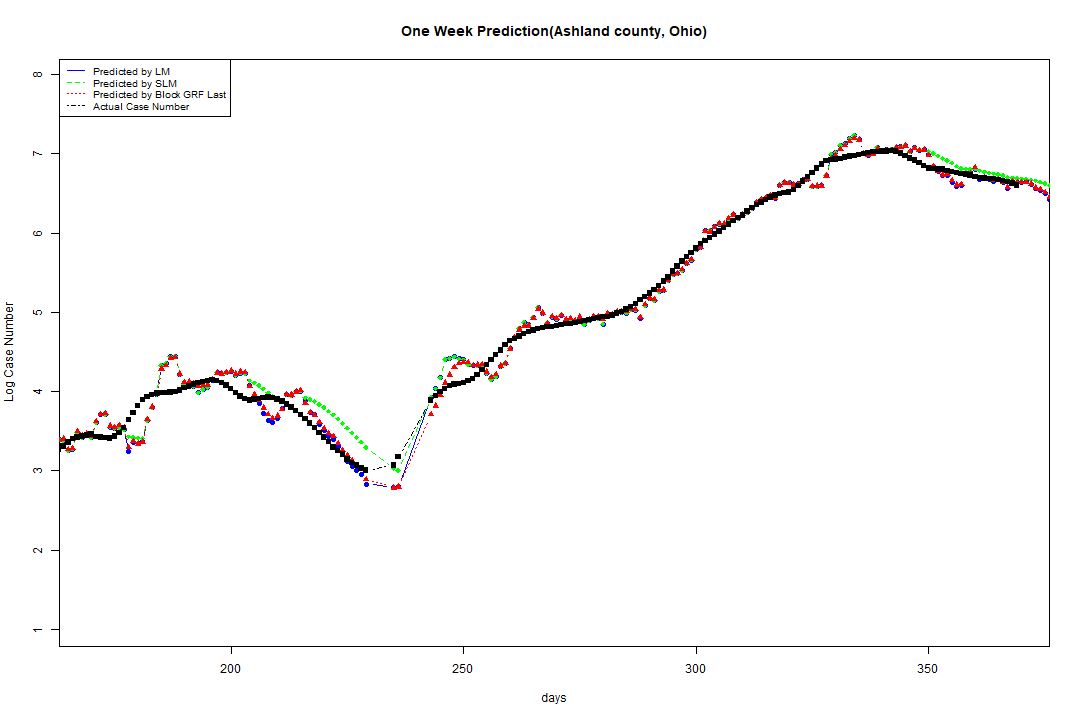 One Week Prediction(Ashland county, Ohio)
Predicted by LM
Predicted by SLM
Predicted by Block GRF Last
Actual Case Number
8
7
6
5
4
3
2
1
Log Case Number
200 250 300 350
days